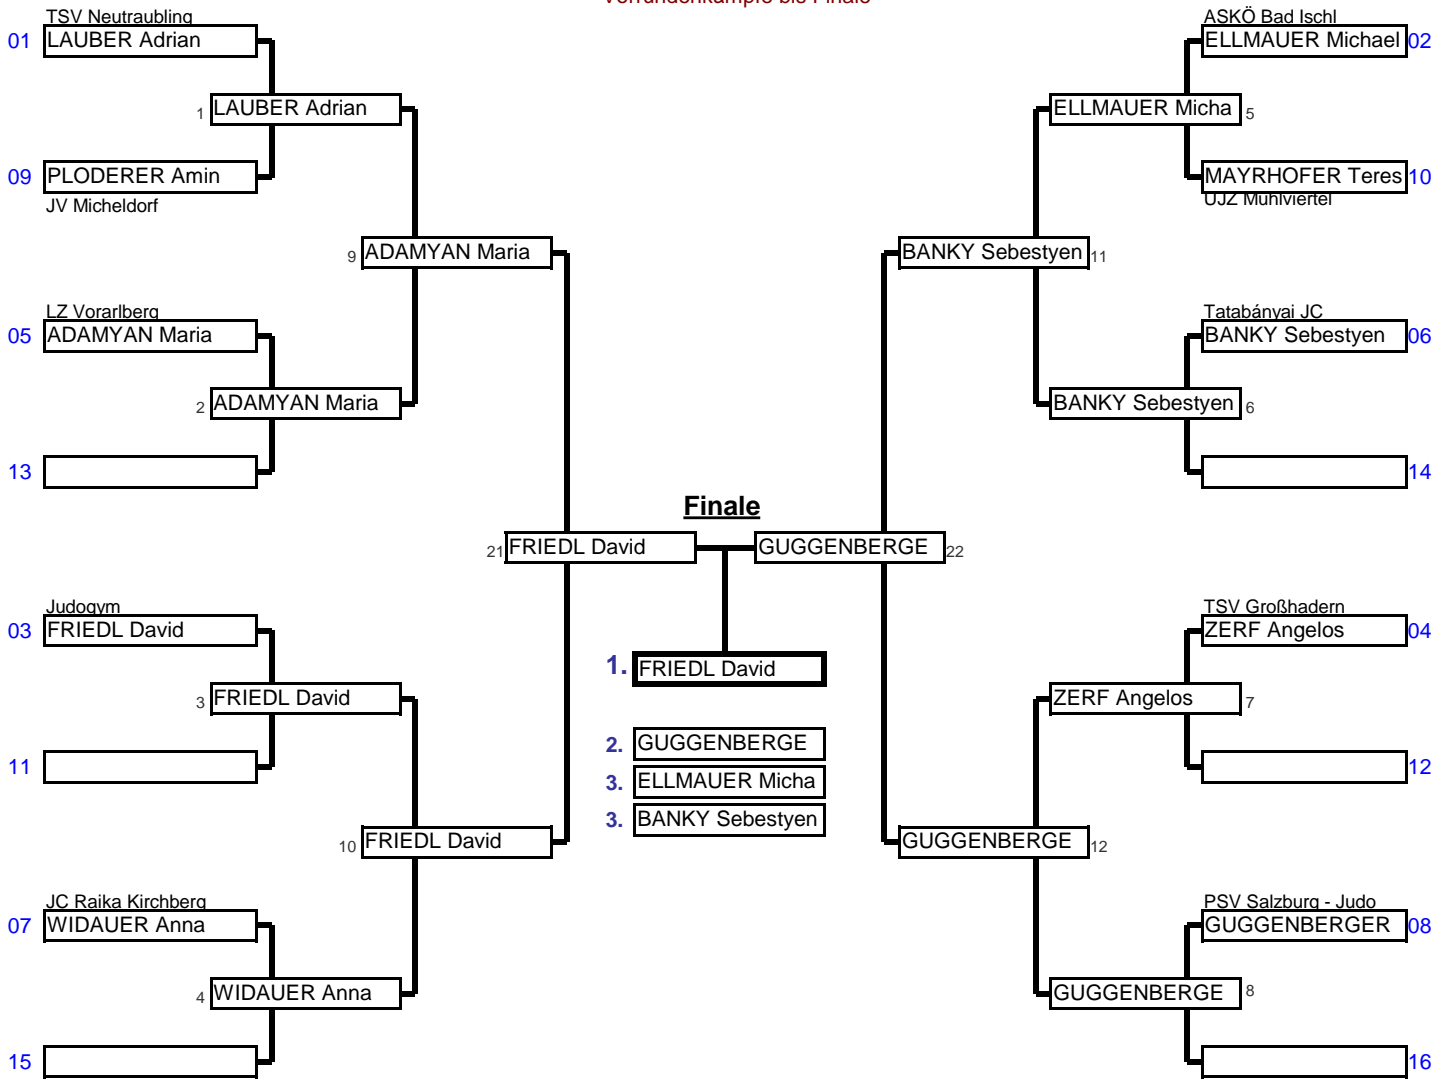 Vorrundenkämpfe bis Finale
TSV Neutraubling
01 LAUBER Adrian
1 LAUBER Adrian
09 PLODERER Amin
JV Micheldorf
9 ADAMYAN Maria
LZ Vorarlberg
05 ADAMYAN Maria
2 ADAMYAN Maria
13
21 FRIEDL David
Judogym
03 FRIEDL David
3 FRIEDL David
11
10 FRIEDL David
JC Raika Kirchberg
07 WIDAUER Anna
4 WIDAUER Anna
15
Finale
1. FRIEDL David
2. GUGGENBERGE
3. ELLMAUER Micha
3. BANKY Sebestyen
ASKÖ Bad Ischl
ELLMAUER Michael 02
ELLMAUER Micha 5
MAYRHOFER Teres 10
UJZ Mühlviertel
BANKY Sebestyen 11
Tatabányai JC
BANKY Sebestyen 06
BANKY Sebestyen 6
14
GUGGENBERGE 22
TSV Großhadern
ZERF Angelos 04
ZERF Angelos 7
12
GUGGENBERGE 12
PSV Salzburg - Judo
GUGGENBERGER 08
GUGGENBERGE 8
16